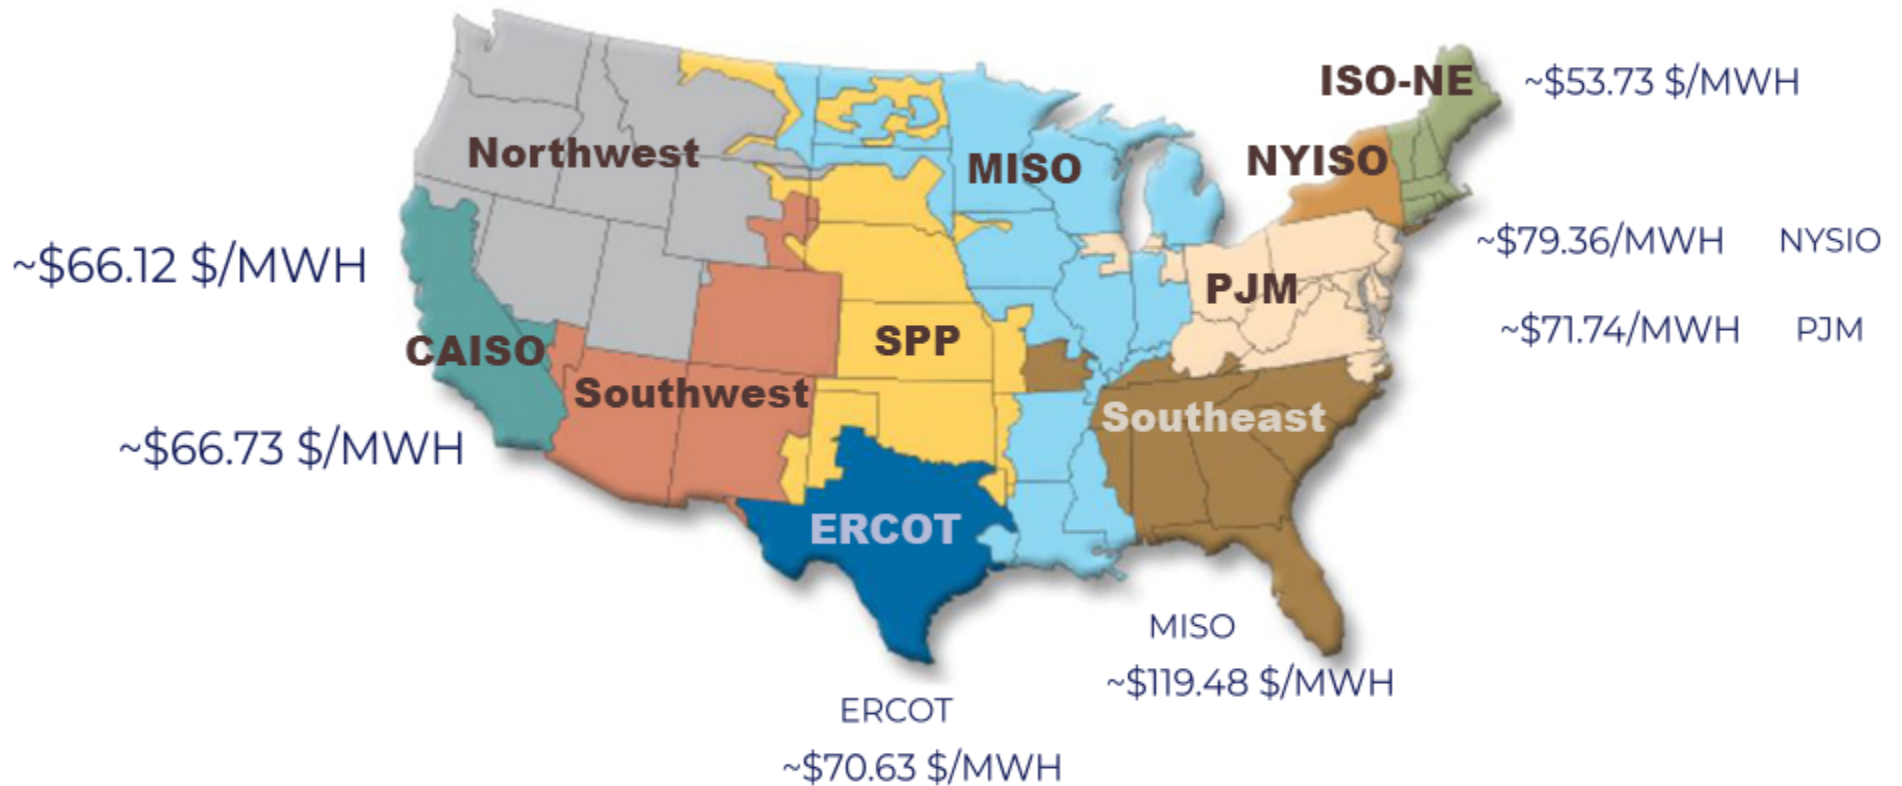 ISO-NE
~$53.73 $/MWH
Northwest
MISO
NYISO
~$79.36/MWH NYSIO
~$66.12 $/MWH
PJM
~$71.74/MWH PJM
CAISO
SPP
Southwest
Southeast
~$66.73 $/MWH
ERCOT
MISO
~$119.48 $/MWH
ERCOT
~$70.63 $/MWH